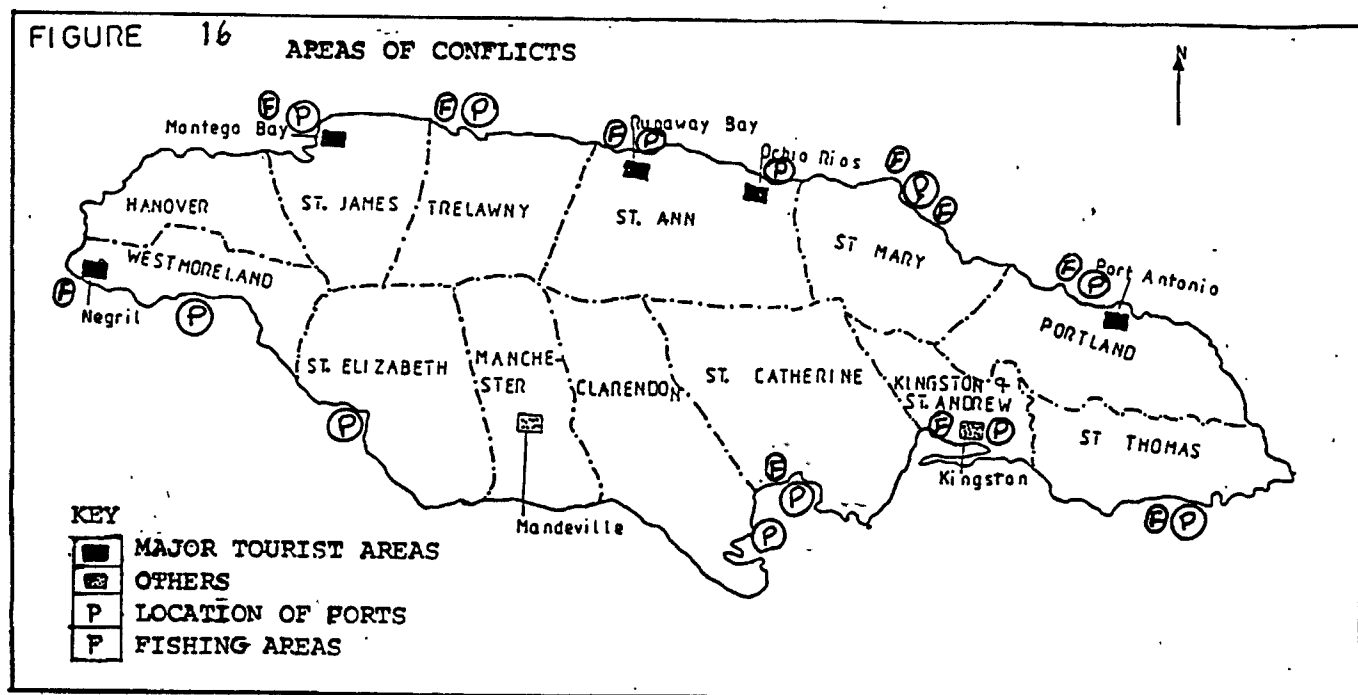 FIGURE 16
AREAS OF CONFLICTS
N
F P
F P
Montego Bay
Runaway Bay
F P
Ochio Rios
P
F
P
F
HANOVER
ST. JAMES
TRELAWNY
ST. ANN
ST MARY
WESTMORELAND
F P
Port Antonio
F
Negril
P
PORTLAND
ST. ELIZABETH
MANCHE-
STER
CLARENDON
ST. CATHERINE
KINGSTON &
ST. ANDREW
P
F P
ST THOMAS
Kingston
F
P
P
F P
Mandeville
KEY
MAJOR TOURIST AREAS
OTHERS
P LOCATION OF PORTS
F FISHING AREAS